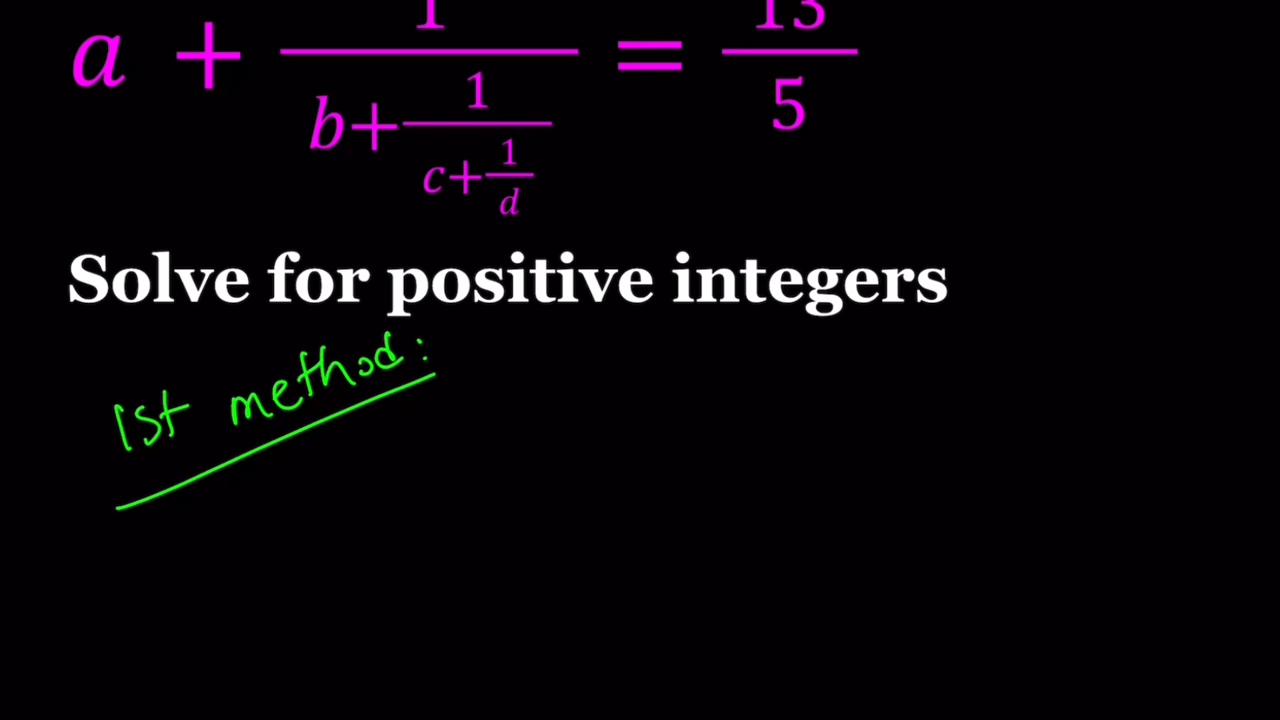 a + 1/(b+1/(c+1/d)) = 13/5
Solve for positive integers
1st method: